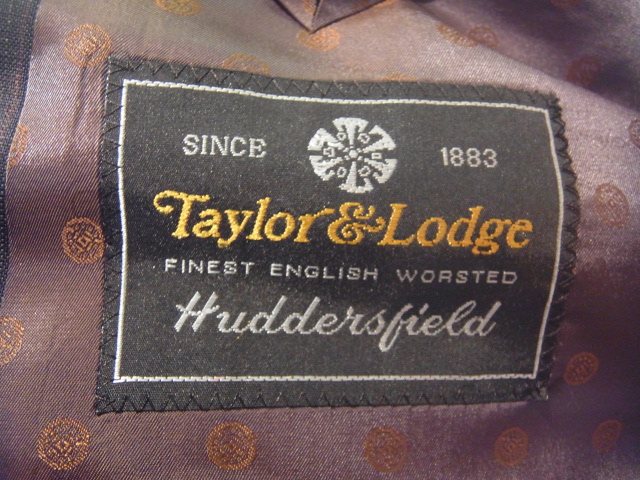 SINCE 1883
Taylor & Lodge
FINEST ENGLISH WORSTED
Huddersfield